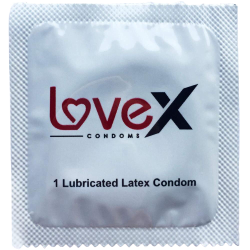 LoveX
CONDOMS
1 Lubricated Latex Condom